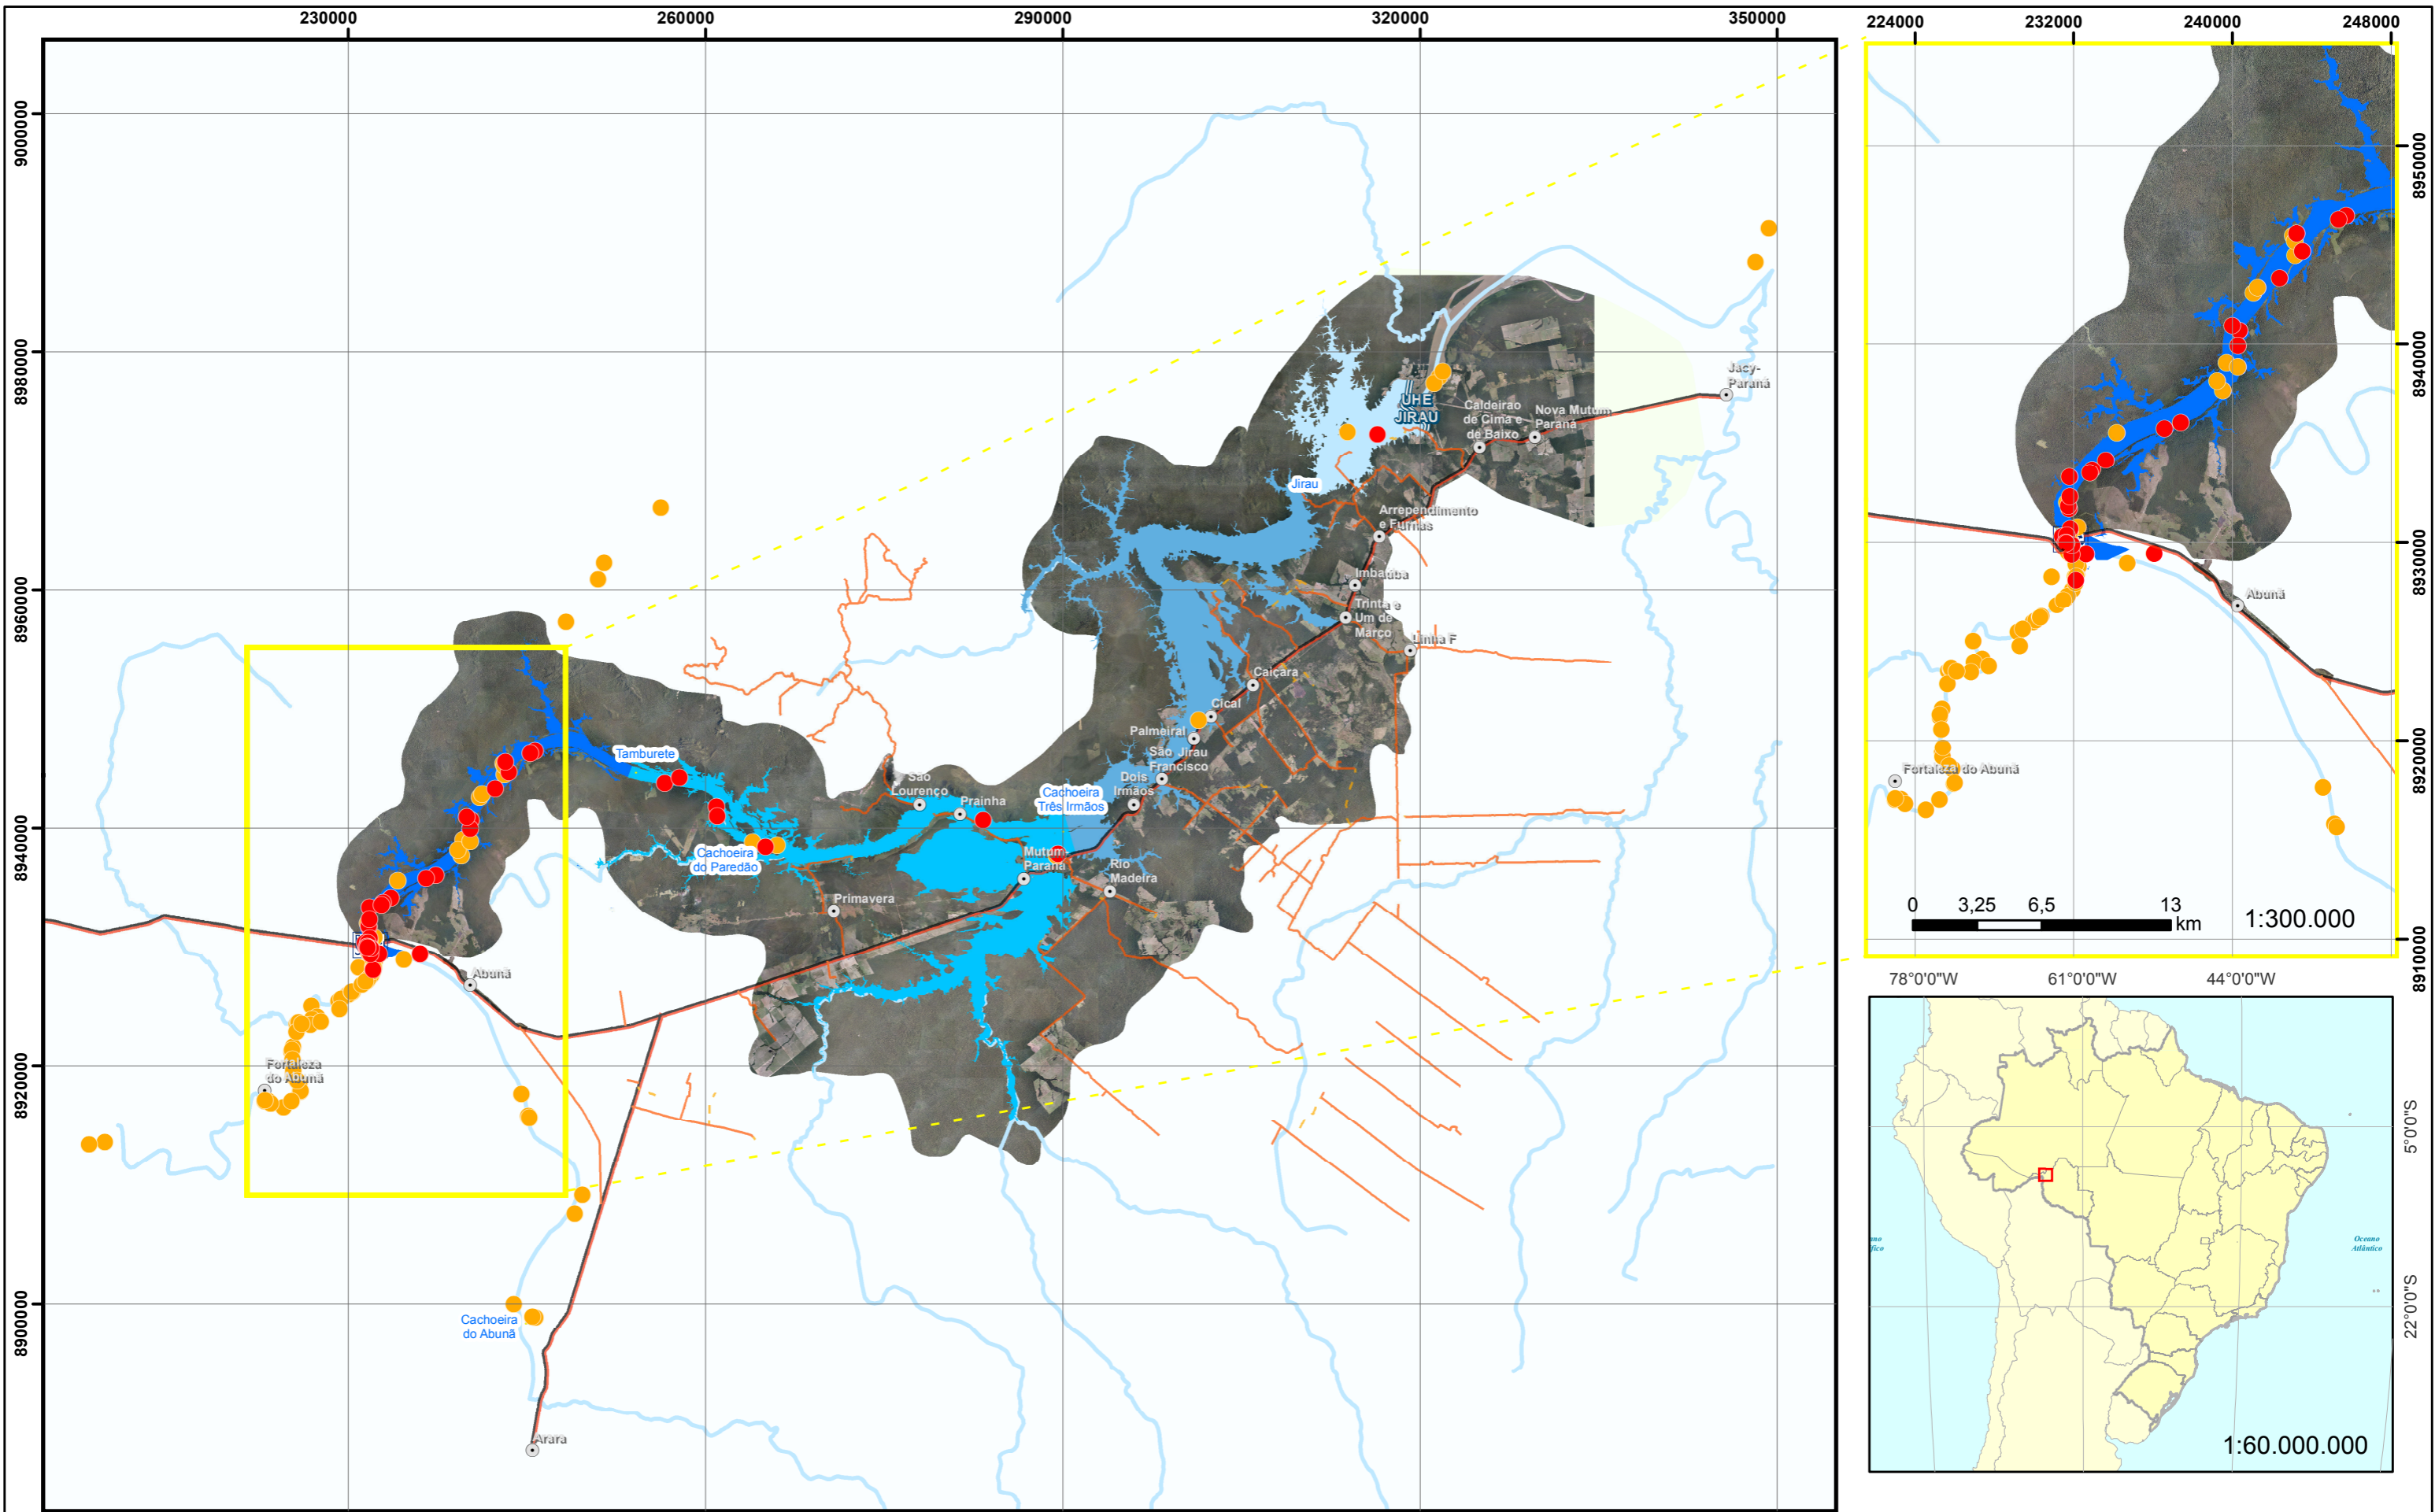 230000
260000
290000
320000
350000
224000
232000
240000
248000
9000000
8980000
8960000
8940000
8920000
8900000
8950000
8940000
8930000
8920000
8910000
Jacy-
Paraná
UHE
JIRAU
Caldeirao
de Cima e
de Baixo
Nova Mutum
Paraná
Jirau
Arrependimento
e Furnas
Imbaúba
Trinta e
Um de
Março
Linha F
Caiçara
Cical
Palmeiral
São
Francisco
Jirau
Dois
Irmãos
Cachoeira
Três Irmãos
Tamburete
São
Lourenço
Prainha
Cachoeira
do Paredão
Mutum
Paraná
Rio
Madeira
Primavera
Abunã
Fortaleza
do Abunã
Cachoeira
do Abunã
Arara
Abunã
Fortaleza do Abunã
0
3,25
6,5
13
km
1:300.000
78°0'0"W
61°0'0"W
44°0'0"W
5°0'0"S
22°0'0"S
ano
fico
Oceano
Atlântico
1:60.000.000